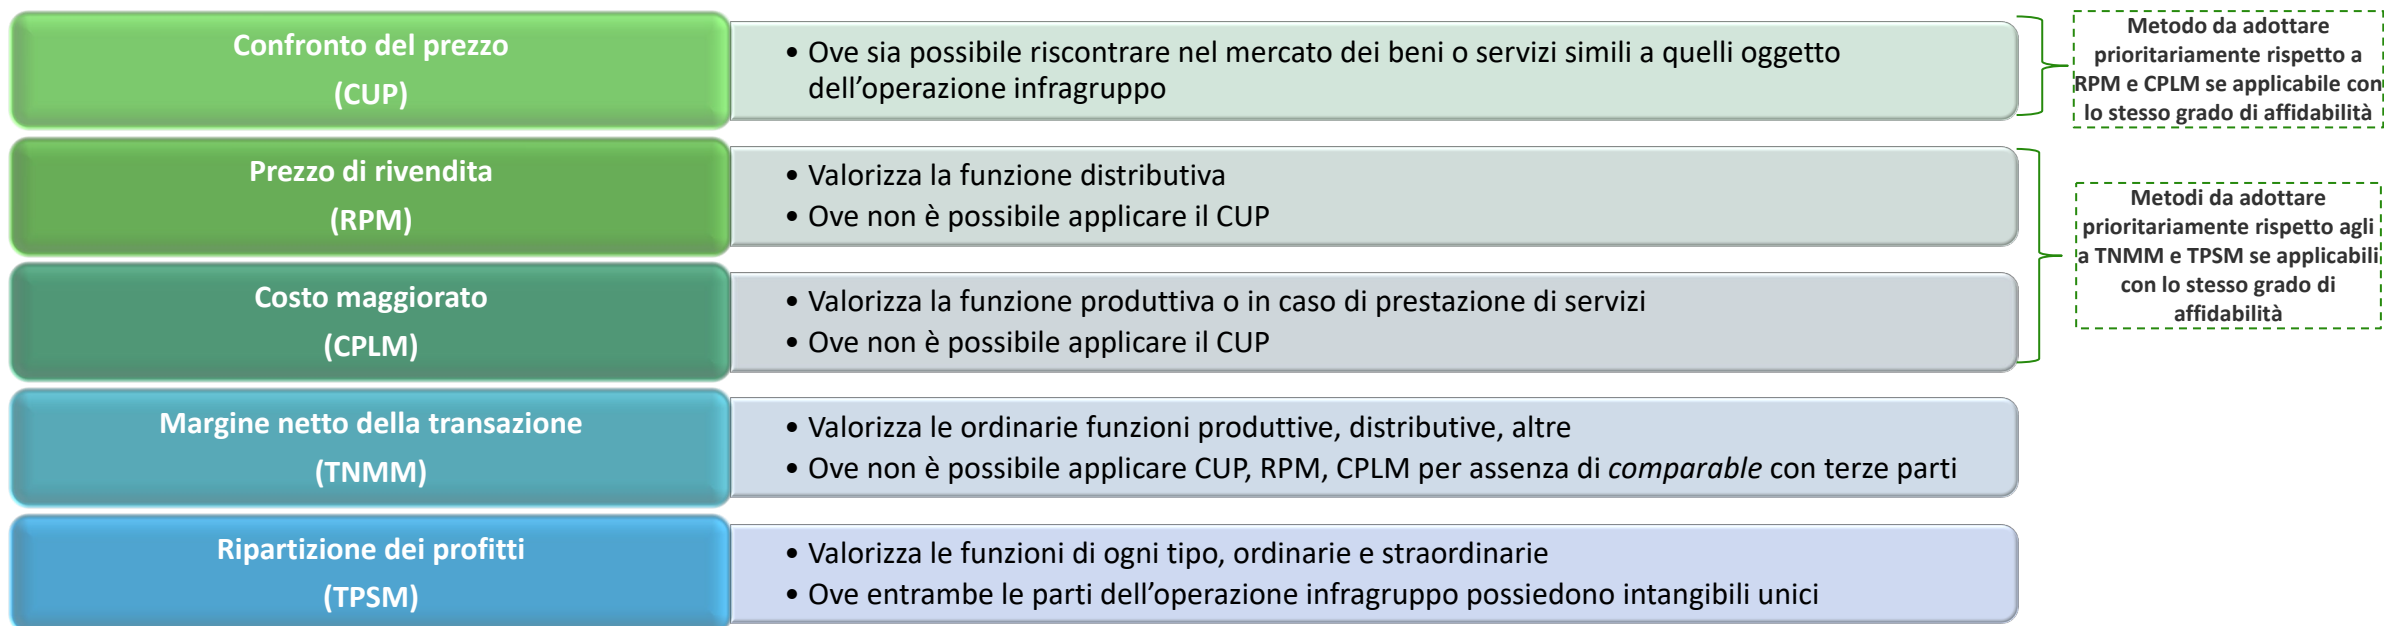 Confronto del prezzo
(CUP)
• Ove sia possibile riscontrare nel mercato dei beni o servizi simili a quelli oggetto
dell'operazione infragruppo
Metodo da adottare
prioritariamente rispetto a
RPM e CPLM se applicabile con
lo stesso grado di affidabilità
Prezzo di rivendita
(RPM)
• Valorizza la funzione distributiva
• Ove non è possibile applicare il CUP
Metodi da adottare
prioritariamente rispetto agli
a TNMM e TPSM se applicabili
con lo stesso grado di
affidabilità
Costo maggiorato
(CPLM)
• Valorizza la funzione produttiva o in caso di prestazione di servizi
• Ove non è possibile applicare il CUP
Margine netto della transazione
(TNMM)
• Valorizza le ordinarie funzioni produttive, distributive, altre
• Ove non è possibile applicare CUP, RPM, CPLM per assenza di comparable con terze parti
Ripartizione dei profitti
(TPSM)
• Valorizza le funzioni di ogni tipo, ordinarie e straordinarie
• Ove entrambe le parti dell'operazione infragruppo possiedono intangibili unici